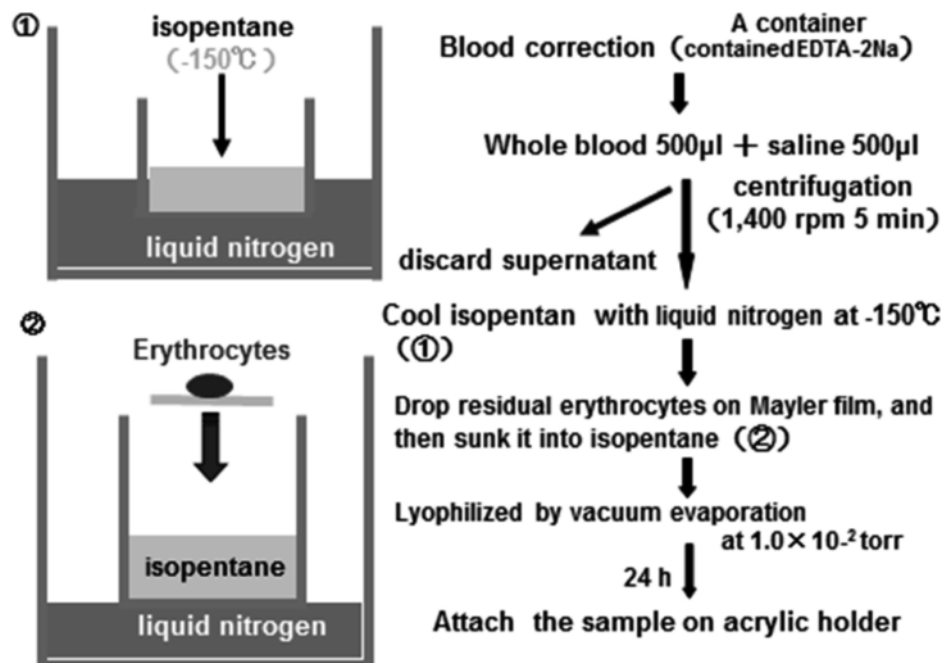 ①
isopentane
(-150℃)
liquid nitrogen
②
Erythrocytes
isopentane
liquid nitrogen
A container
Blood correction (contained EDTA-2Na)
Whole blood 500μl + saline 500μl
centrifugation
(1,400 rpm 5 min)
discard supernatant
Cool isopentan with liquid nitrogen at -150℃
(①)
Drop residual erythrocytes on Mayler film, and
then sunk it into isopentane (②)
Lyophilized by vacuum evaporation
at 1.0×10-² torr
24 h
Attach the sample on acrylic holder